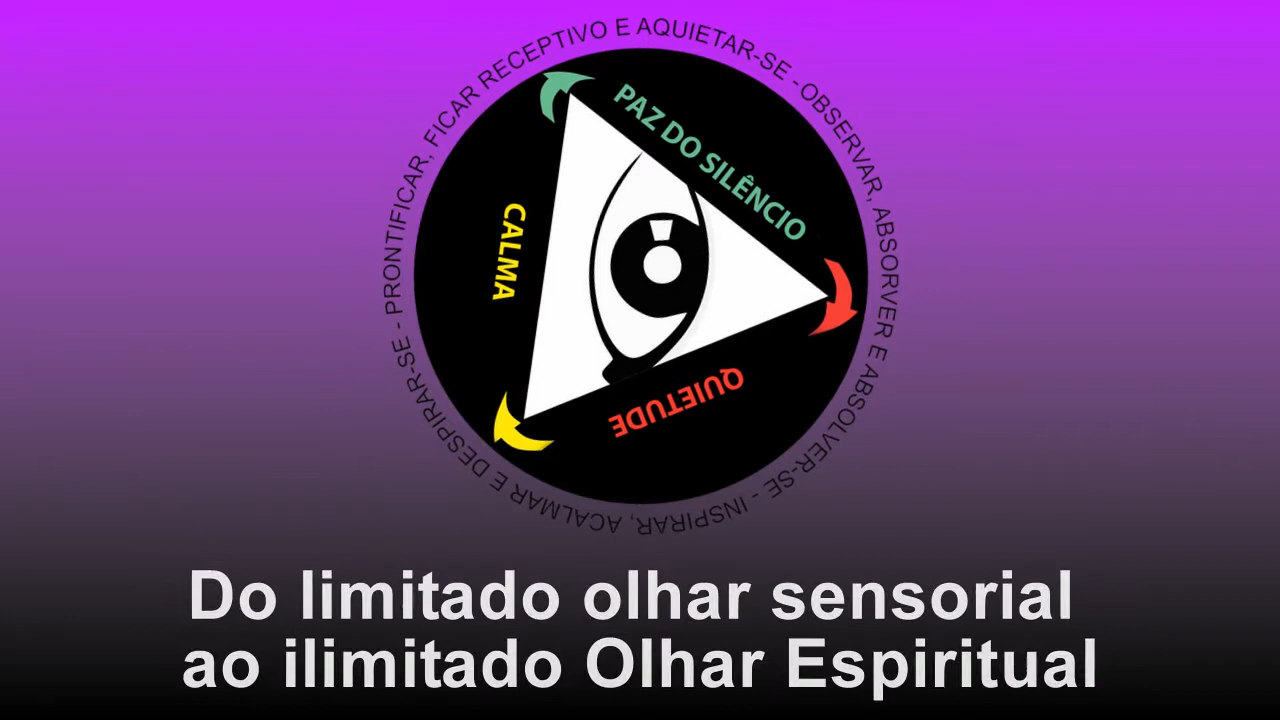 PRONTIFICAR, FICAR RECEPTIVO E AQUIETAR-SE - OBSERVAR, ABSORVER E ABSOLVER-SE - INSPIRAR, ACALMAR E DESPIRAR-SE -
PAZ DO SILÊNCIO
CALMA
QUIETUDE
Do limitado olhar sensorial
ao ilimitado Olhar Espiritual